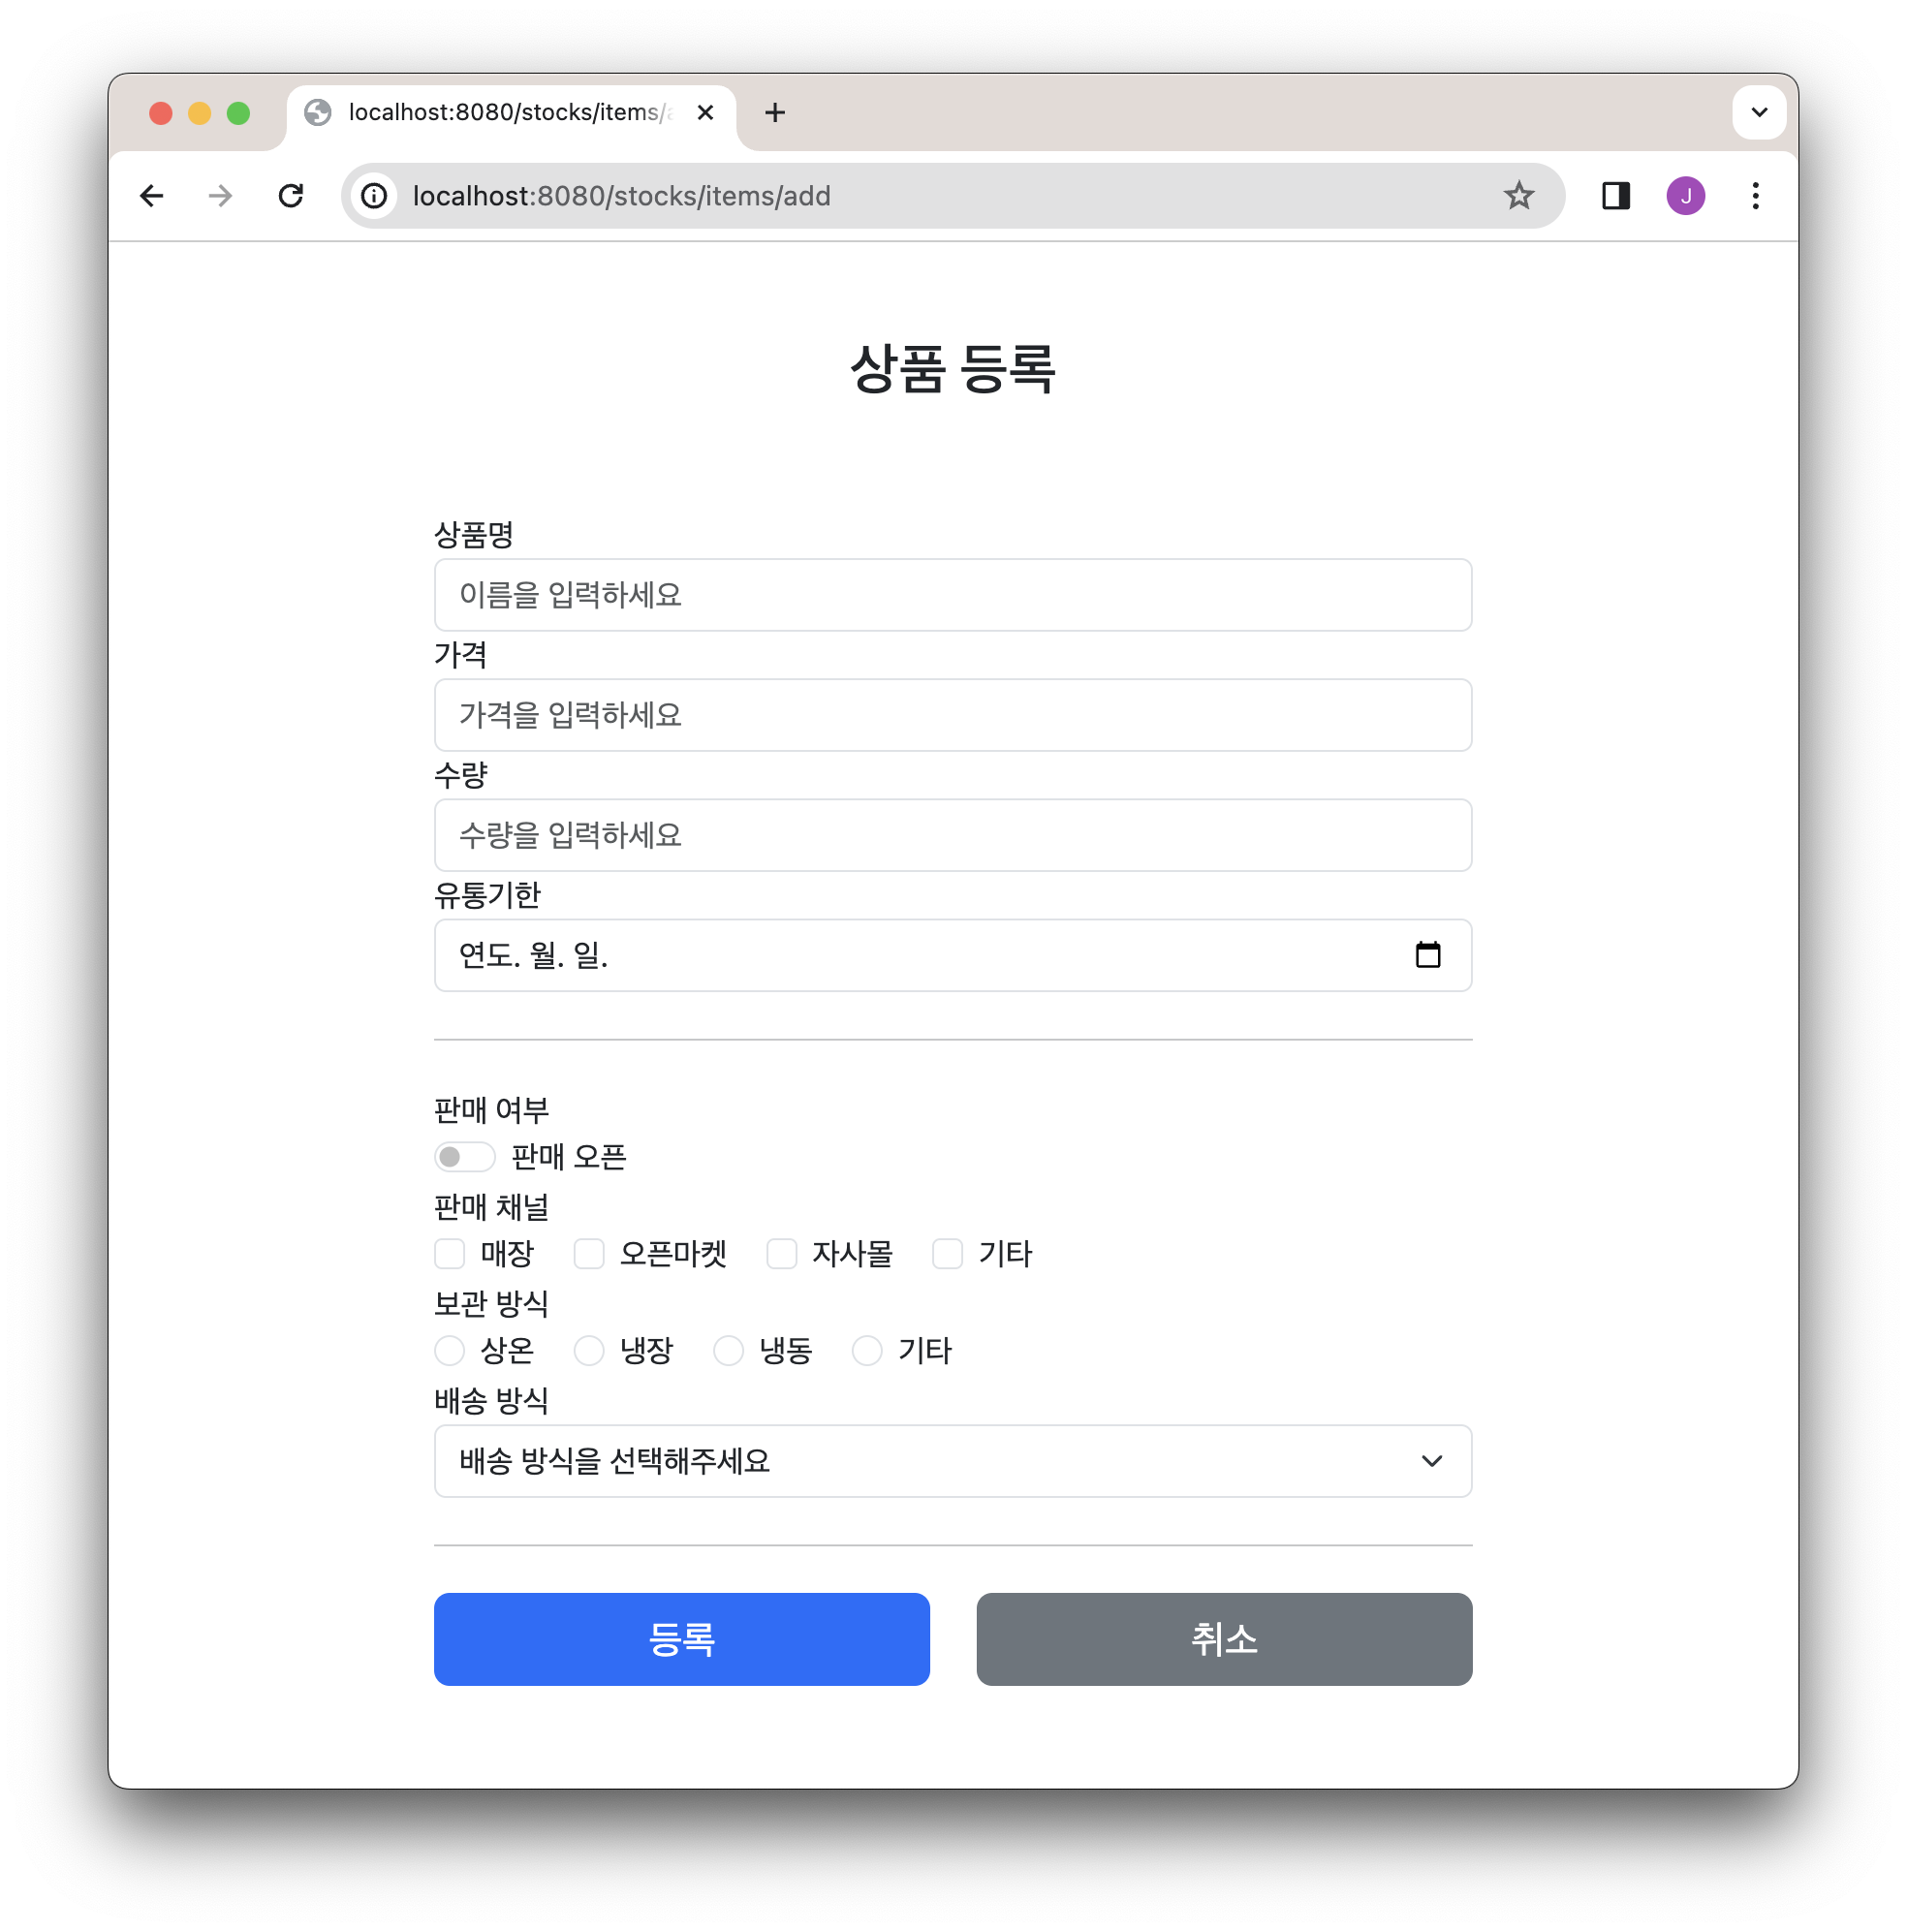 localhost:8080/stocks/items/a
localhost:8080/stocks/items/add
J
상품 등록
상품명
이름을 입력하세요
가격
가격을 입력하세요
수량
수량을 입력하세요
유통기한
연도. 월. 일.
판매 여부
판매 오픈
판매 채널
매장 오픈마켓 자사몰 기타
보관 방식
상온 냉장 냉동 기타
배송 방식
배송 방식을 선택해주세요
등록 취소